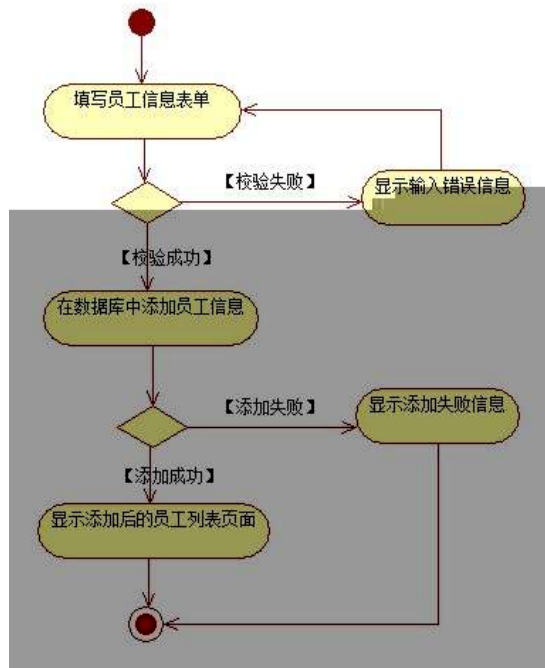 填写员工信息表单
【校验失败】
显示输入错误信息
【校验成功】
在数据库中添加员工信息
【添加失败】
显示添加失败信息
【添加成功】
显示添加后的员工列表页面